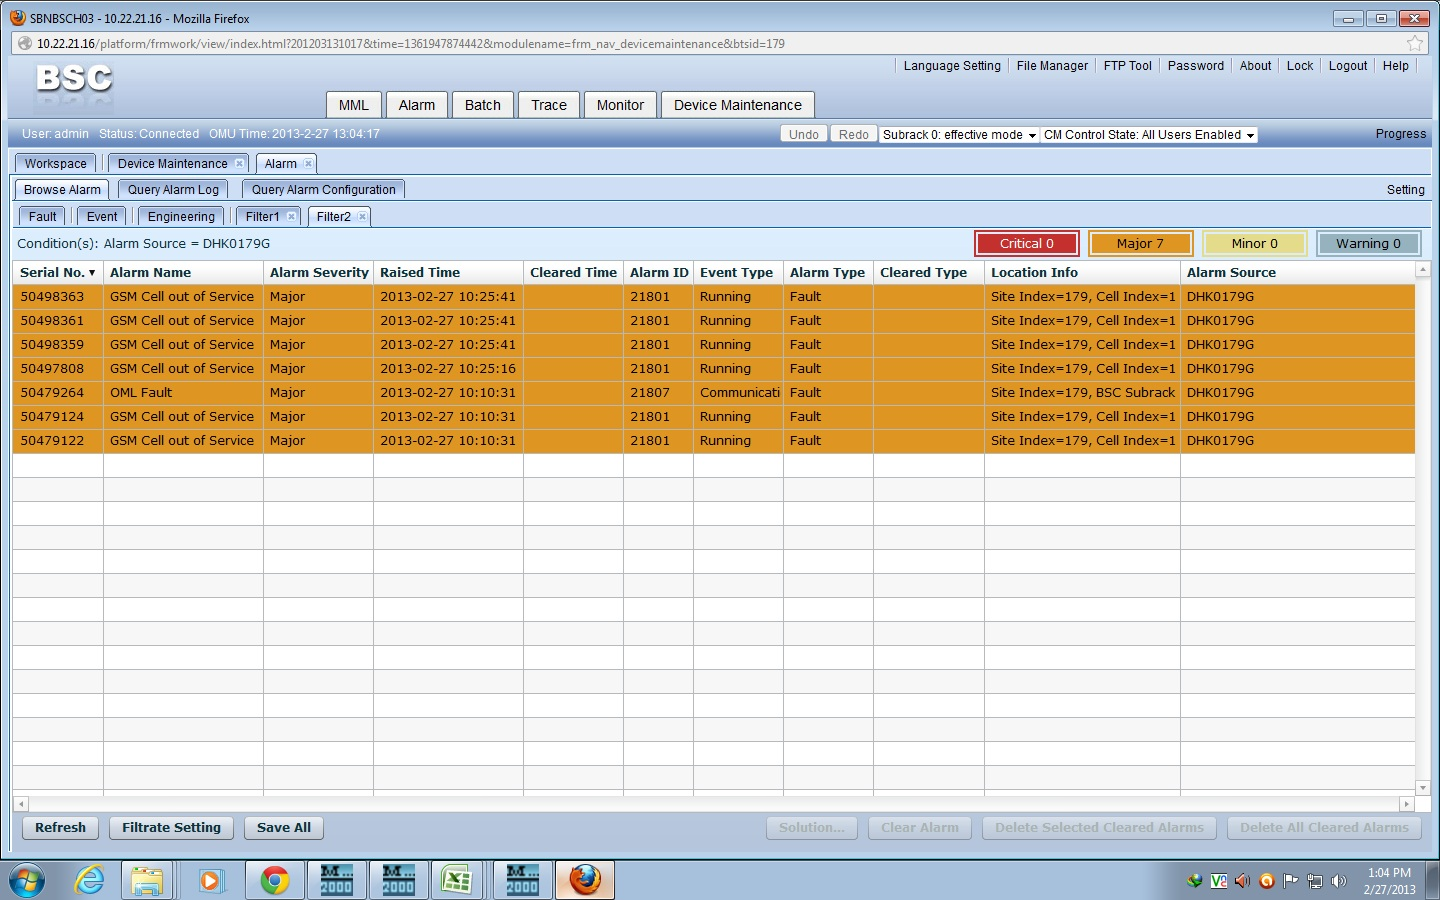 SBNBSCH03 - 10.22.21.16 - Mozilla Firefox
10.22.21.16/platform/frmwork/view/index.html?201203131017&time=1361947874442&modulename=frm_nav_devicemaintenance&btsid=179
BSC
Language Setting File Manager FTP Tool Password About Lock Logout Help
MML Alarm Batch Trace Monitor Device Maintenance
User: admin Status: Connected OMU Time: 2013-2-27 13:04:17 Undo Redo Subrack 0: effective mode CM Control State: All Users Enabled Progress
Workspace Device Maintenance Alarm
Browse Alarm Query Alarm Log Query Alarm Configuration Setting
Fault Event Engineering Filter1 Filter2
Condition(s): Alarm Source = DHK0179G Critical 0 Major 7 Minor 0 Warning 0
Serial No. Alarm Name Alarm Severity Raised Time Cleared Time Alarm ID Event Type Alarm Type Cleared Type Location Info Alarm Source
50498363 GSM Cell out of Service Major 2013-02-27 10:25:41 21801 Running Fault Site Index=179, Cell Index=1 DHK0179G
50498361 GSM Cell out of Service Major 2013-02-27 10:25:41 21801 Running Fault Site Index=179, Cell Index=1 DHK0179G
50498359 GSM Cell out of Service Major 2013-02-27 10:25:41 21801 Running Fault Site Index=179, Cell Index=1 DHK0179G
50497808 GSM Cell out of Service Major 2013-02-27 10:25:16 21801 Running Fault Site Index=179, Cell Index=1 DHK0179G
50479264 OML Fault Major 2013-02-27 10:10:31 21807 Communicati Fault Site Index=179, BSC Subrack DHK0179G
50479124 GSM Cell out of Service Major 2013-02-27 10:10:31 21801 Running Fault Site Index=179, Cell Index=1 DHK0179G
50479122 GSM Cell out of Service Major 2013-02-27 10:10:31 21801 Running Fault Site Index=179, Cell Index=1 DHK0179G
Refresh Filtrate Setting Save All Solution... Clear Alarm Delete Selected Cleared Alarms Delete All Cleared Alarms
M... 2000 M... 2000 M... 2000
1:04 PM
2/27/2013